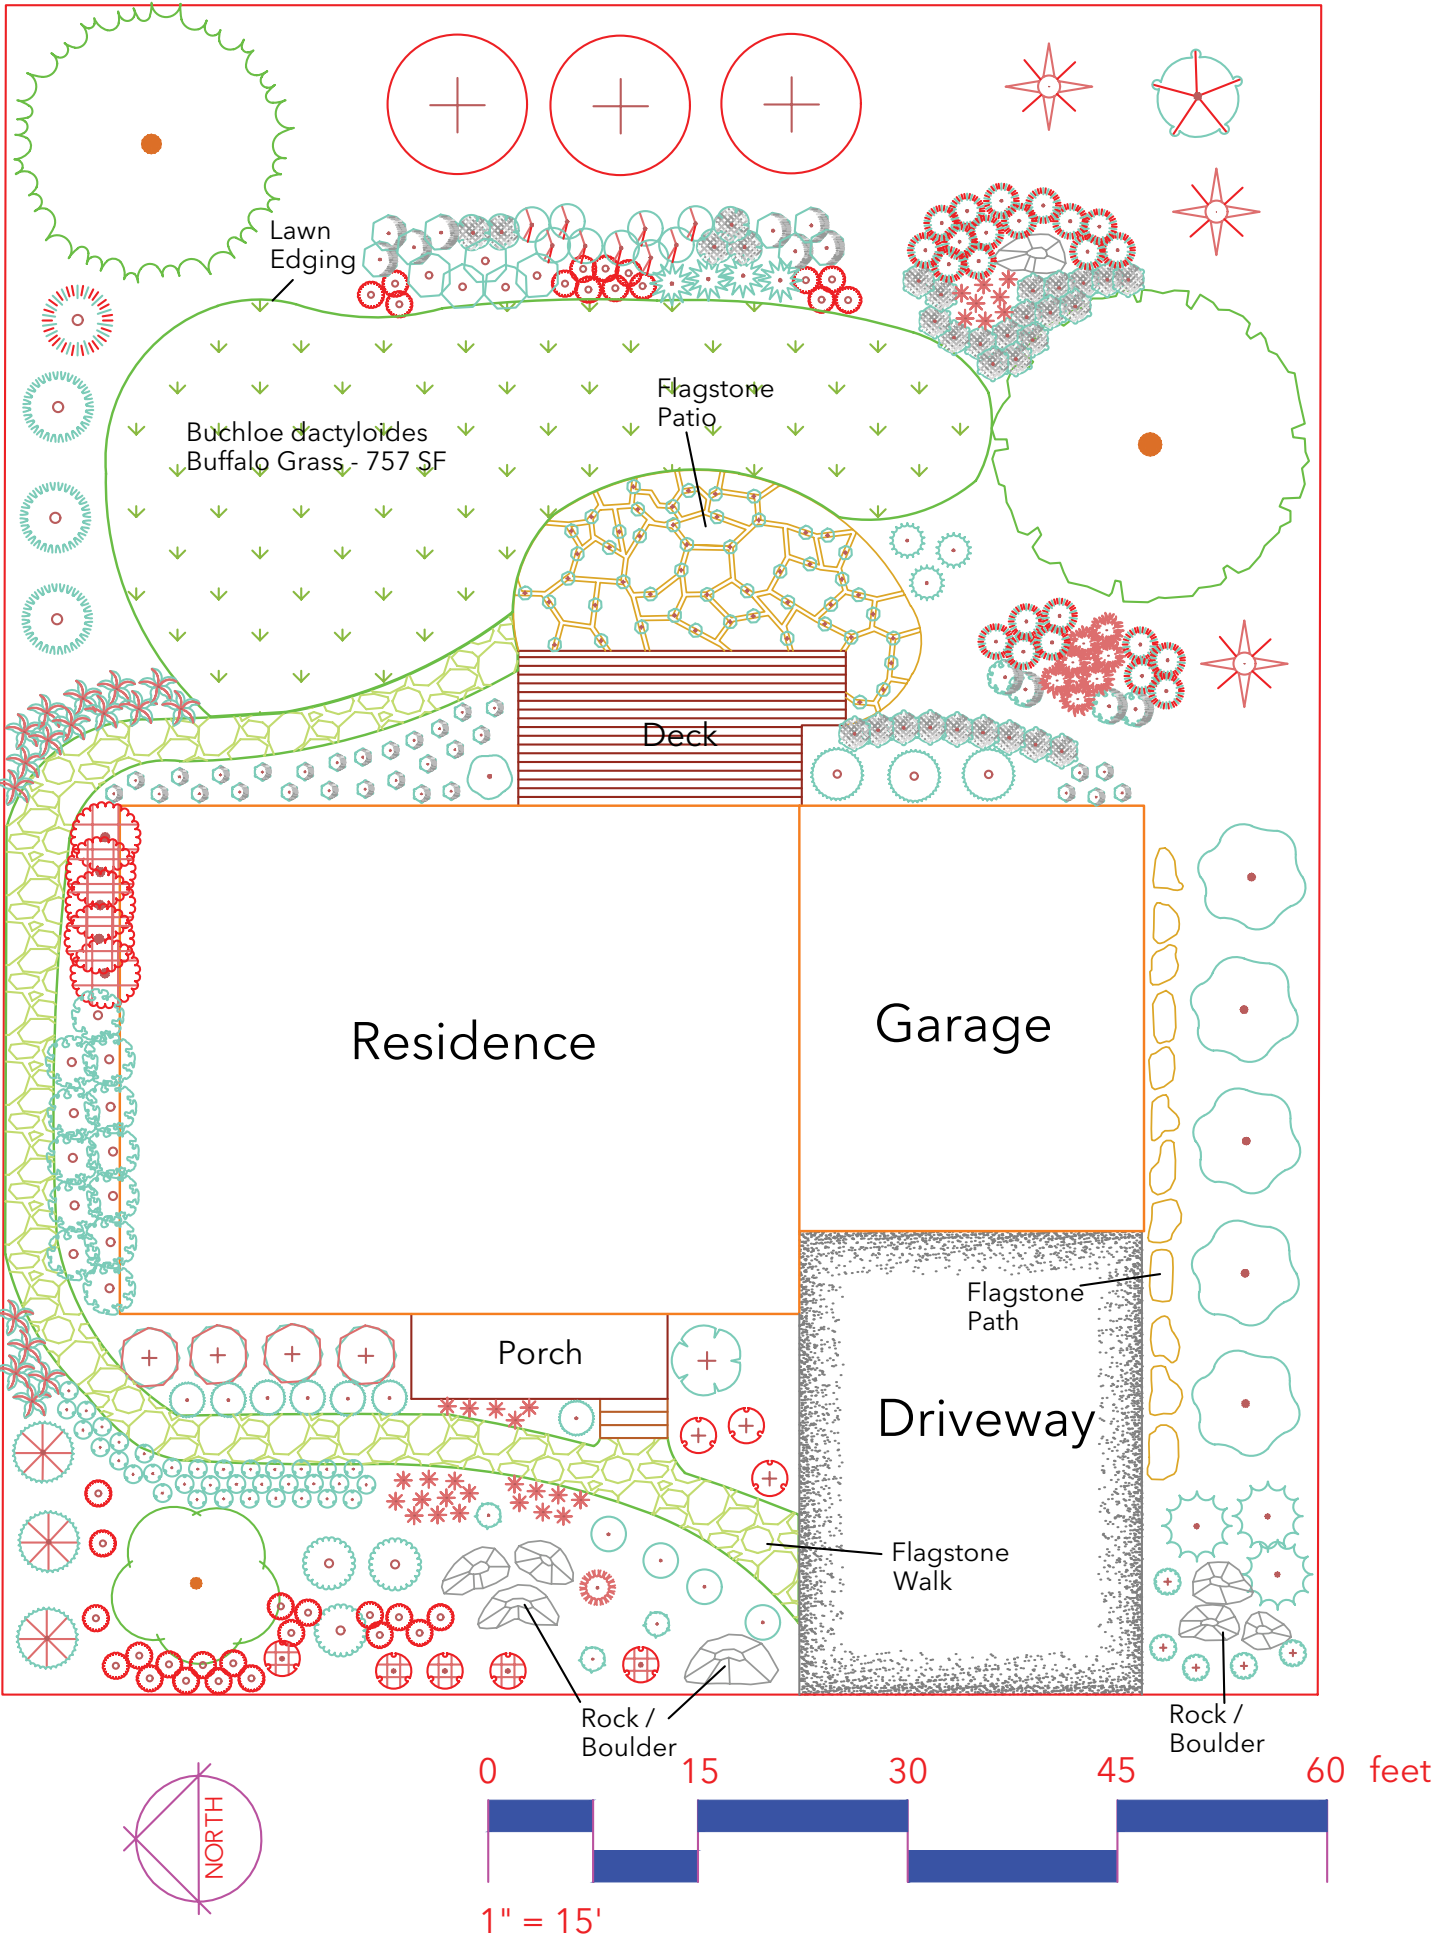 Lawn
Edging
Flagstone
Patio
Buchloe dactyloides
Buffalo Grass - 757 SF
Deck
Residence
Garage
Flagstone
Path
Porch
Driveway
Flagstone
Walk
Rock /
Boulder
Rock /
Boulder
0 15 30 45 60 feet
NORTH
1" = 15'